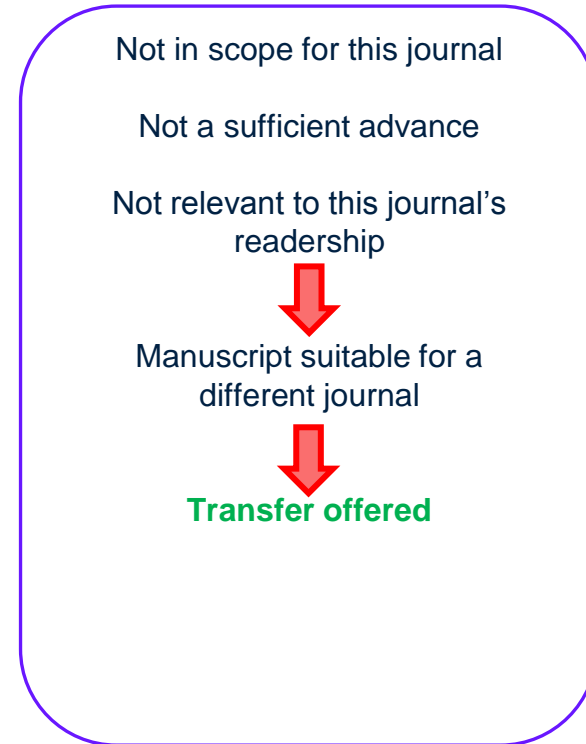 Not in scope for this journal
Not a sufficient advance
Not relevant to this journal's
readership
Manuscript suitable for a
different journal
Transfer offered